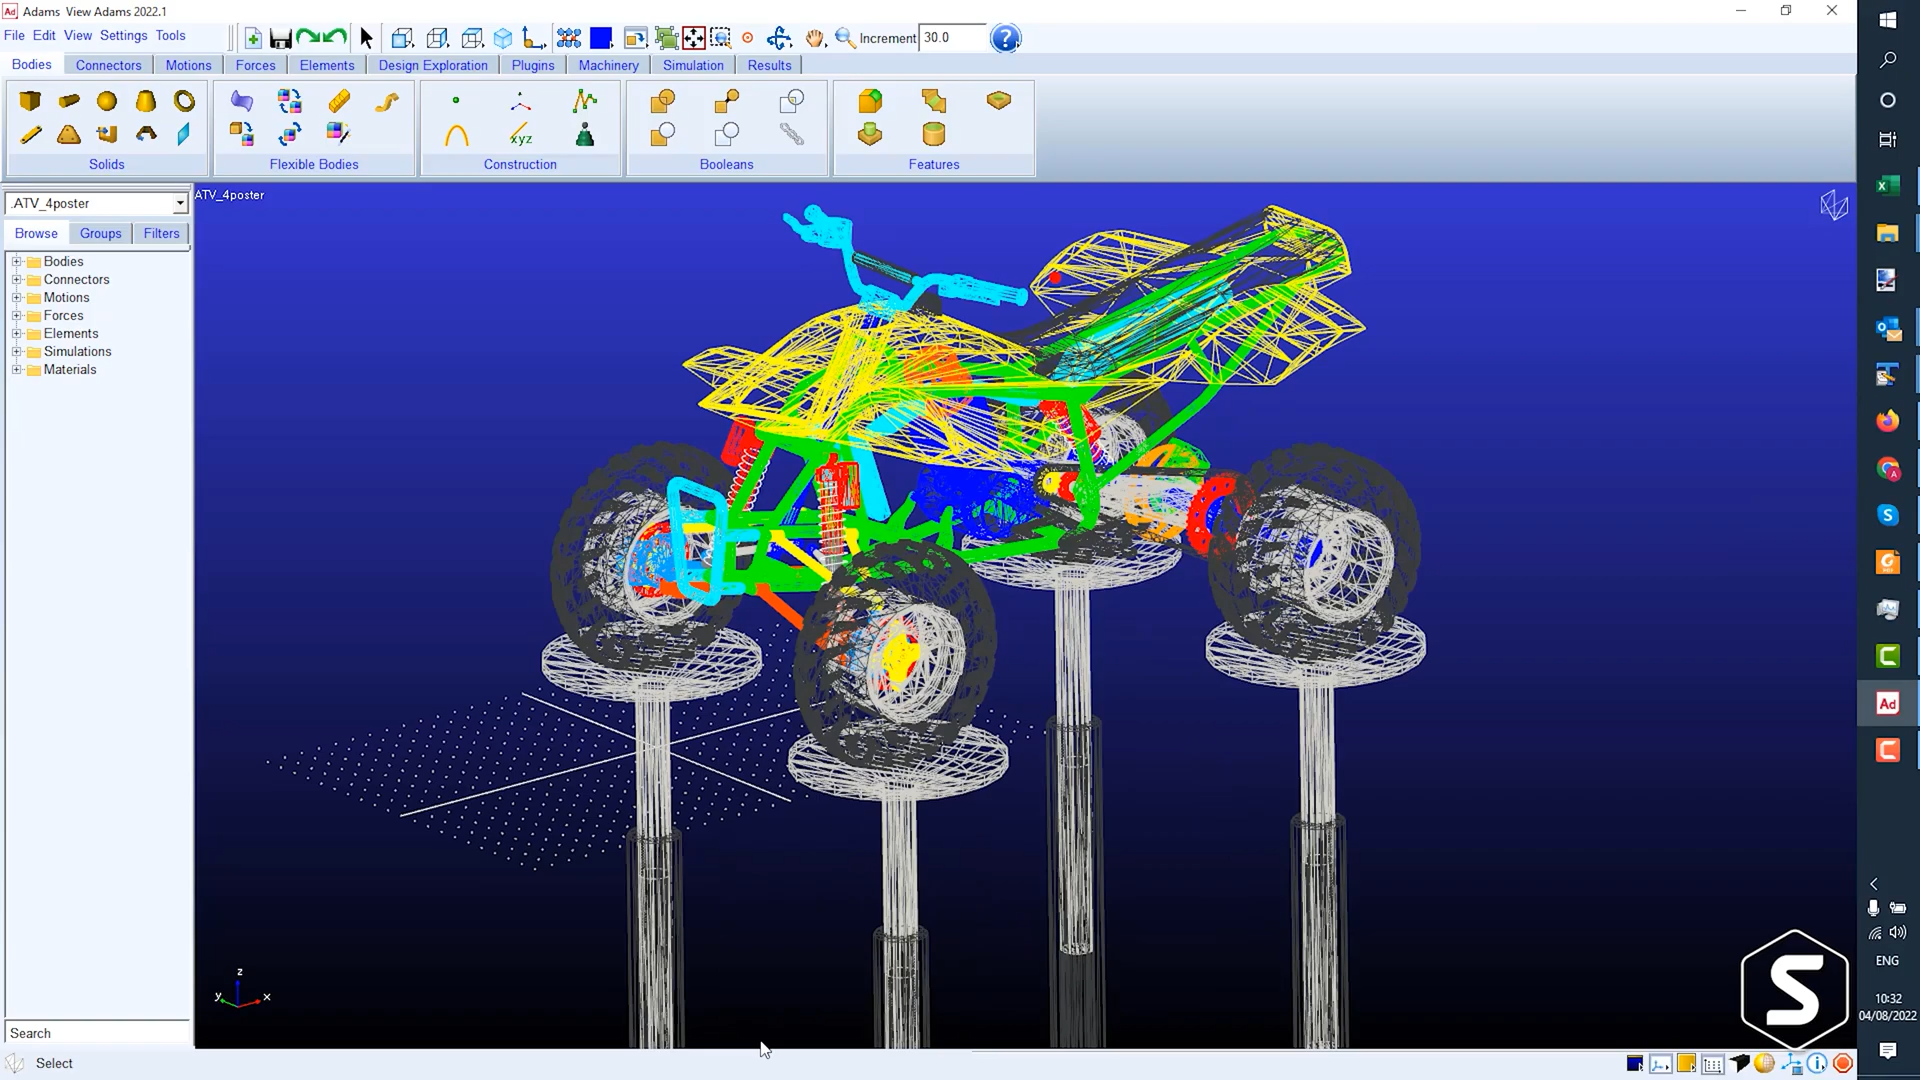 Ad Adams View Adams 2022.1
File Edit View Settings Tools
Increment 30.0 ?
Bodies Connectors Motions Forces Elements Design Exploration Plugins Machinery Simulation Results
xyz
Solids Flexible Bodies Construction Booleans Features
.ATV_4poster
ATV_4poster
Browse Groups Filters
Bodies
Connectors
Motions
Forces
Elements
Simulations
Materials
z
y x
Search
Select
Ad
ENG
10:32
04/08/2022
S